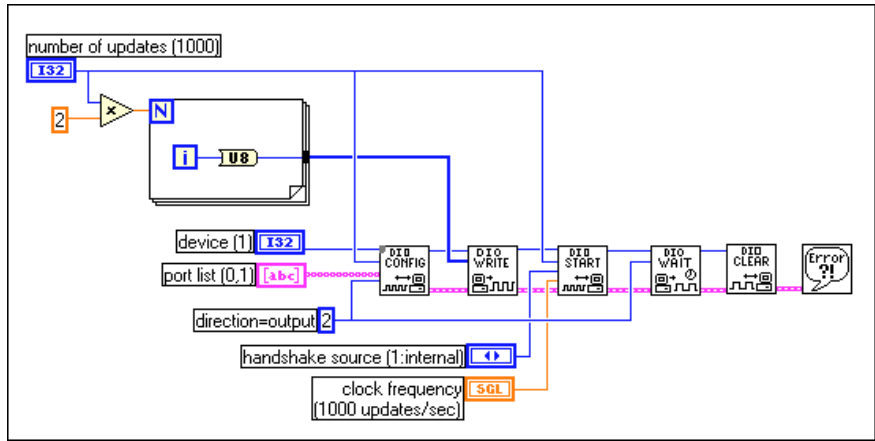 number of updates (1000)
I32
2
×
N
i
U8
device (1)
I32
DIO
CONFIG
DIO
WRITE
DIO
START
DIO
WAIT
DIO
CLEAR
Error
?!
port list (0,1)
[abc]
direction=output
2
handshake source (1:internal)
clock frequency
(1000 updates/sec)
SGL